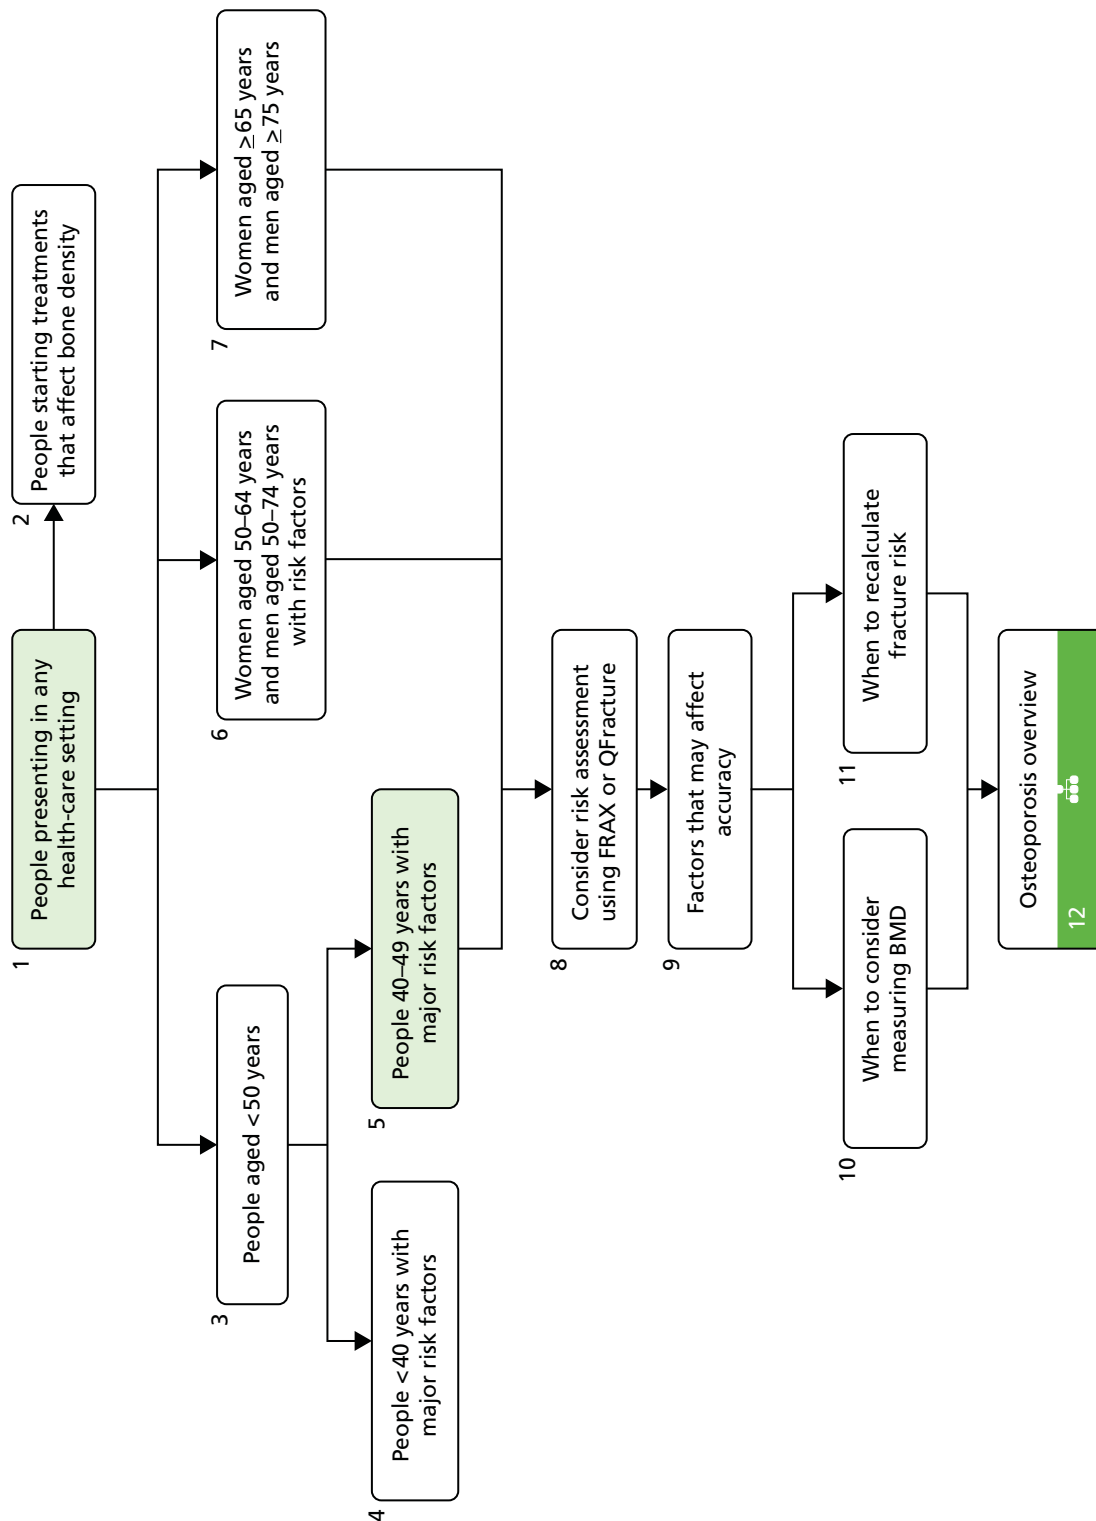 1
People presenting in any
health-care setting
2
People starting treatments
that affect bone density
3
People aged <50 years
4
People <40 years with
major risk factors
5
People 40–49 years with
major risk factors
6
Women aged 50–64 years
and men aged 50–74 years
with risk factors
7
Women aged ≥65 years
and men aged ≥75 years
8
Consider risk assessment
using FRAX or QFracture
9
Factors that may affect
accuracy
10
When to consider
measuring BMD
11
When to recalculate
fracture risk
Osteoporosis overview
12